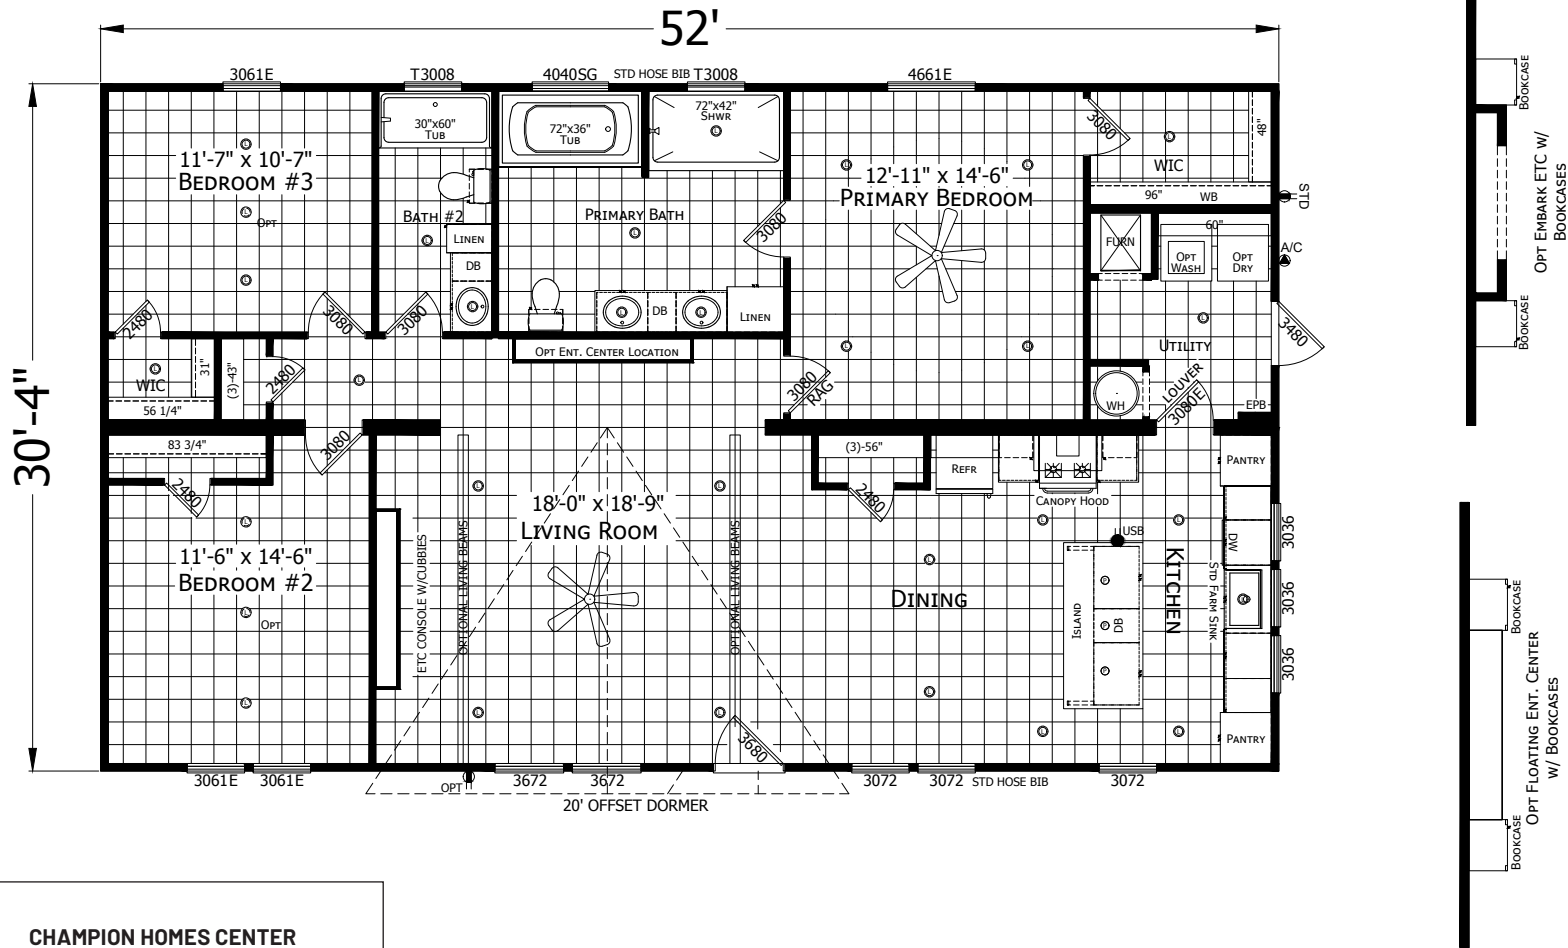 52'
3061E
T3008
4040SG
STD HOSE BIB
T3008
4661E
30'-4"
11'-7" x 10'-7"
BEDROOM #3
OPT
30"x60"
TUB
BATH #2
LINEN
DB
72"x36"
TUB
72"x42"
SHWR
PRIMARY BATH
DB
LINEN
3080
12'-11" x 14'-6"
PRIMARY BEDROOM
3080
WIC
48"
96"
WB
STD
FURN
60"
OPT
WASH
OPT
DRY
A/C
UTILITY
3480
LOUVER
3080E
WH
EPB
2480
3080
3080
WIC
31"
56 1/4"
(3)-43"
2480
OPT ENT. CENTER LOCATION
3080
RAG
83 3/4"
2480
3080
11'-6" x 14'-6"
BEDROOM #2
OPT
ETC CONSOLE W/CUBBIES
OPTIONAL LIVING BEAMS
18'-0" x 18'-9"
LIVING ROOM
OPTIONAL LIVING BEAMS
(3)-56"
2480
REFR
CANOPY HOOD
PANTRY
USB
DINING
ISLAND
DB
KITCHEN
STD FARM SINK
DW
3036
3036
3036
PANTRY
3680
3061E
3061E
OPT
3672
3672
3072
3072
STD HOSE BIB
3072
20' OFFSET DORMER
BOOKCASE
OPT EMBARK ETC W/
BOOKCASES
BOOKCASE
BOOKCASE
OPT FLOATING ENT. CENTER
W/ BOOKCASES
BOOKCASE
CHAMPION HOMES CENTER